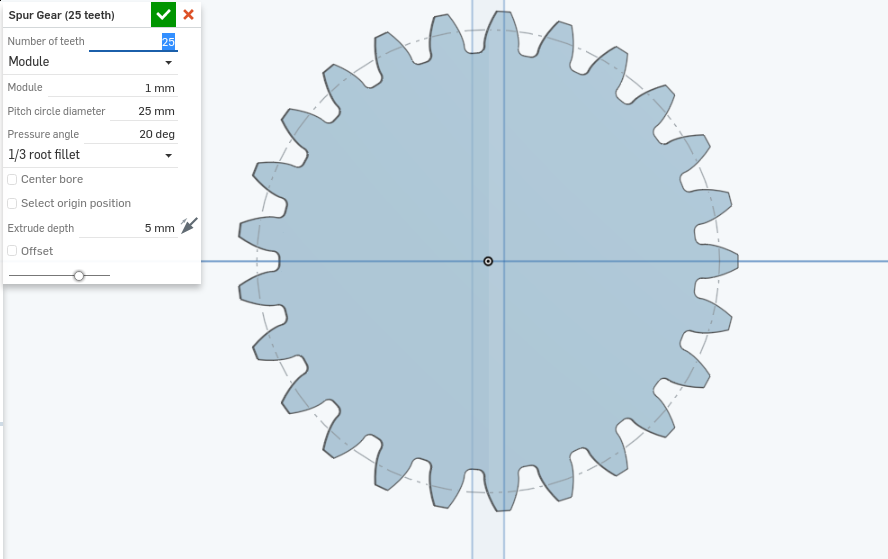 Spur Gear (25 teeth)
Number of teeth 25
Module
Module 1 mm
Pitch circle diameter 25 mm
Pressure angle 20 deg
1/3 root fillet
Center bore
Select origin position
Extrude depth 5 mm
Offset